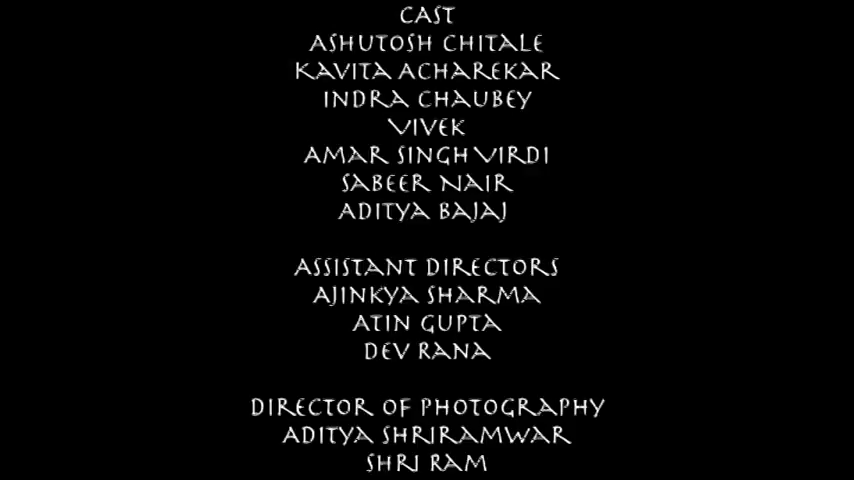 CAST
ASHUTOSH CHITALE
KAVITA ACHAREKAR
INDRA CHAUBEY
VIVEK
AMAR SINGH VIRDI
SABEER NAIR
ADITYA BAJAJ
ASSISTANT DIRECTORS
AJINKYA SHARMA
ATIN GUPTA
DEV RANA
DIRECTOR OF PHOTOGRAPHY
ADITYA SHRIRAMWAR
SHRI RAM